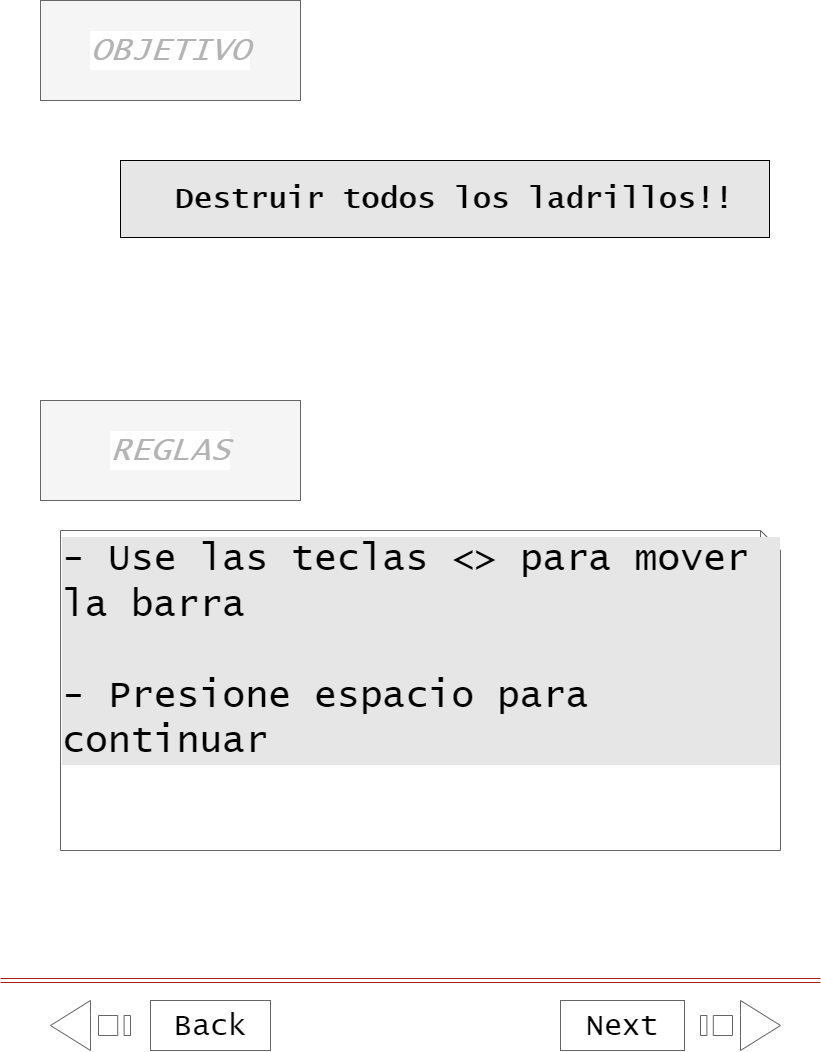 OBJETIVO
Destruir todos los ladrillos!!
REGLAS
- Use las teclas <> para mover
la barra
- Presione espacio para
continuar
Back
Next